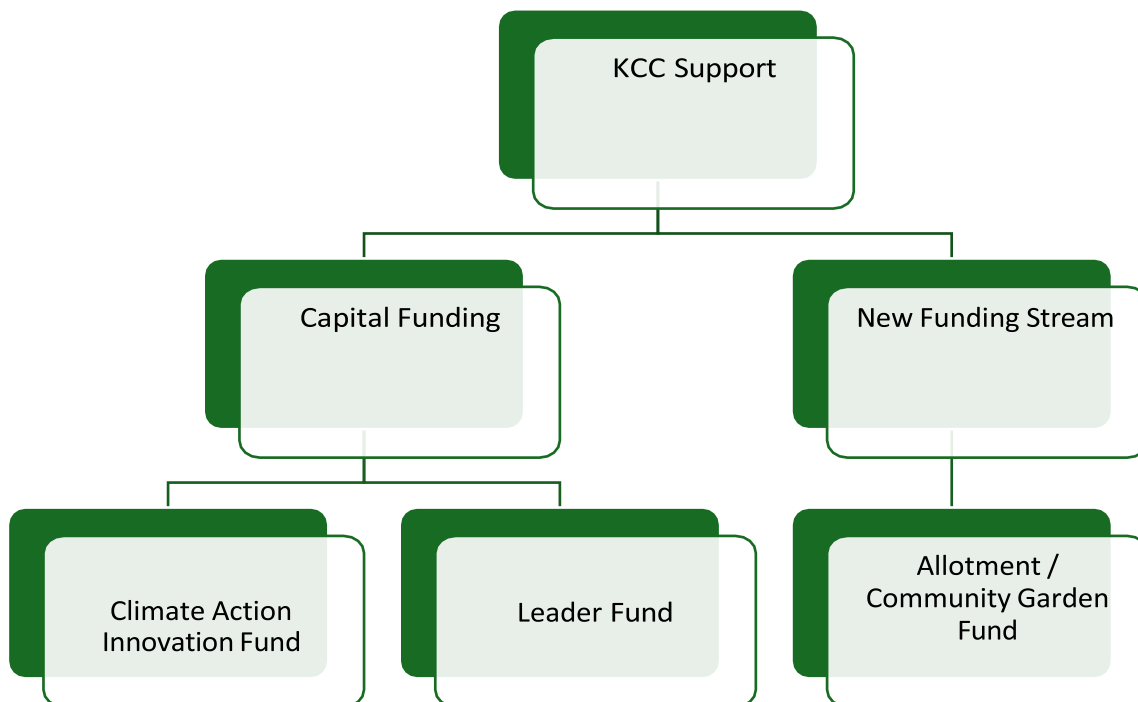 KCC Support
Capital Funding
New Funding Stream
Climate Action
Innovation Fund
Leader Fund
Allotment /
Community Garden
Fund